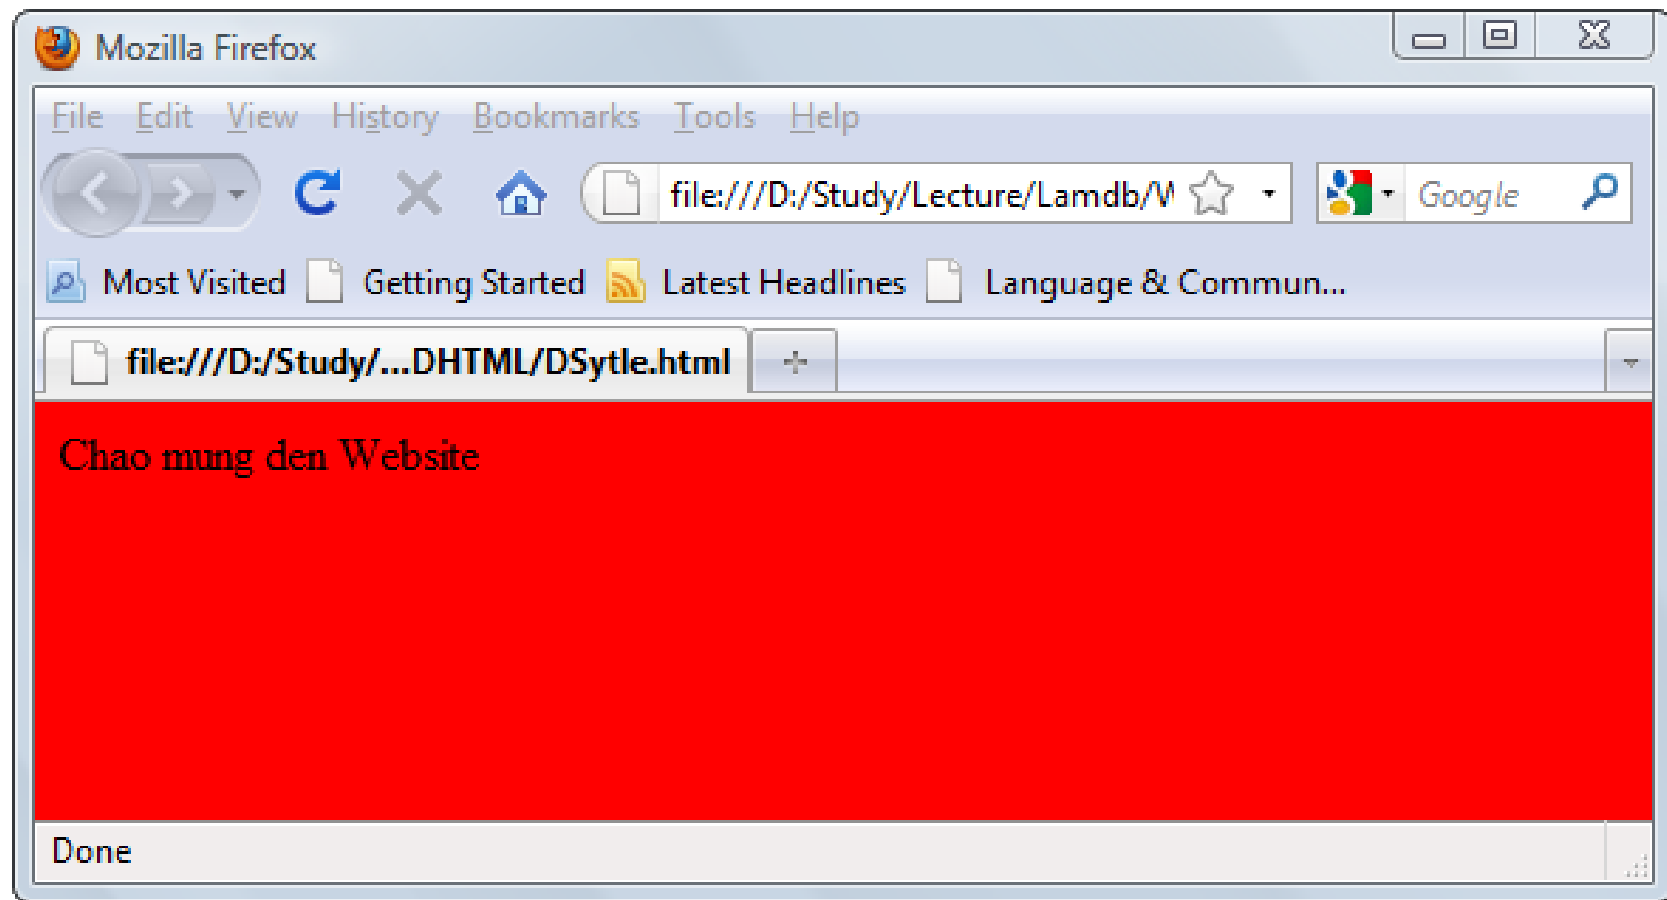 Mozilla Firefox
File Edit View History Bookmarks Tools Help
file:///D:/Study/Lecture/Lamdb/W Google
Most Visited Getting Started Latest Headlines Language & Commun...
file:///D:/Study/...DHTML/DSytle.html
Chao mung den Website
Done